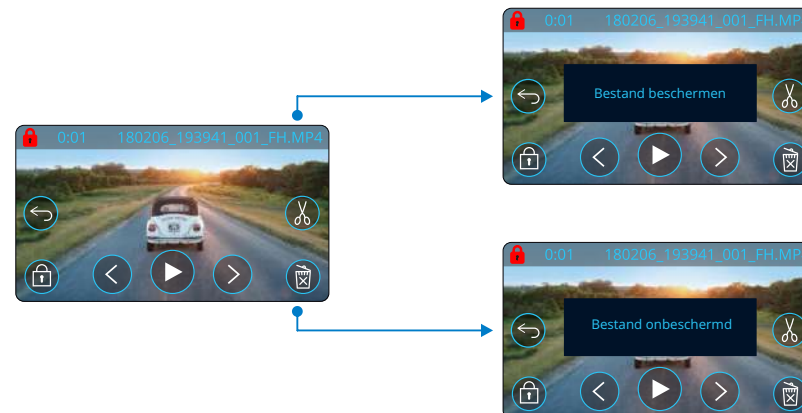 0:01 180206_193941_001_FH.MP
Bestand beschermen
0:01 180206_193941_001_FH.MP4
0:01 180206_193941_001_FH.MP
Bestand onbeschermd